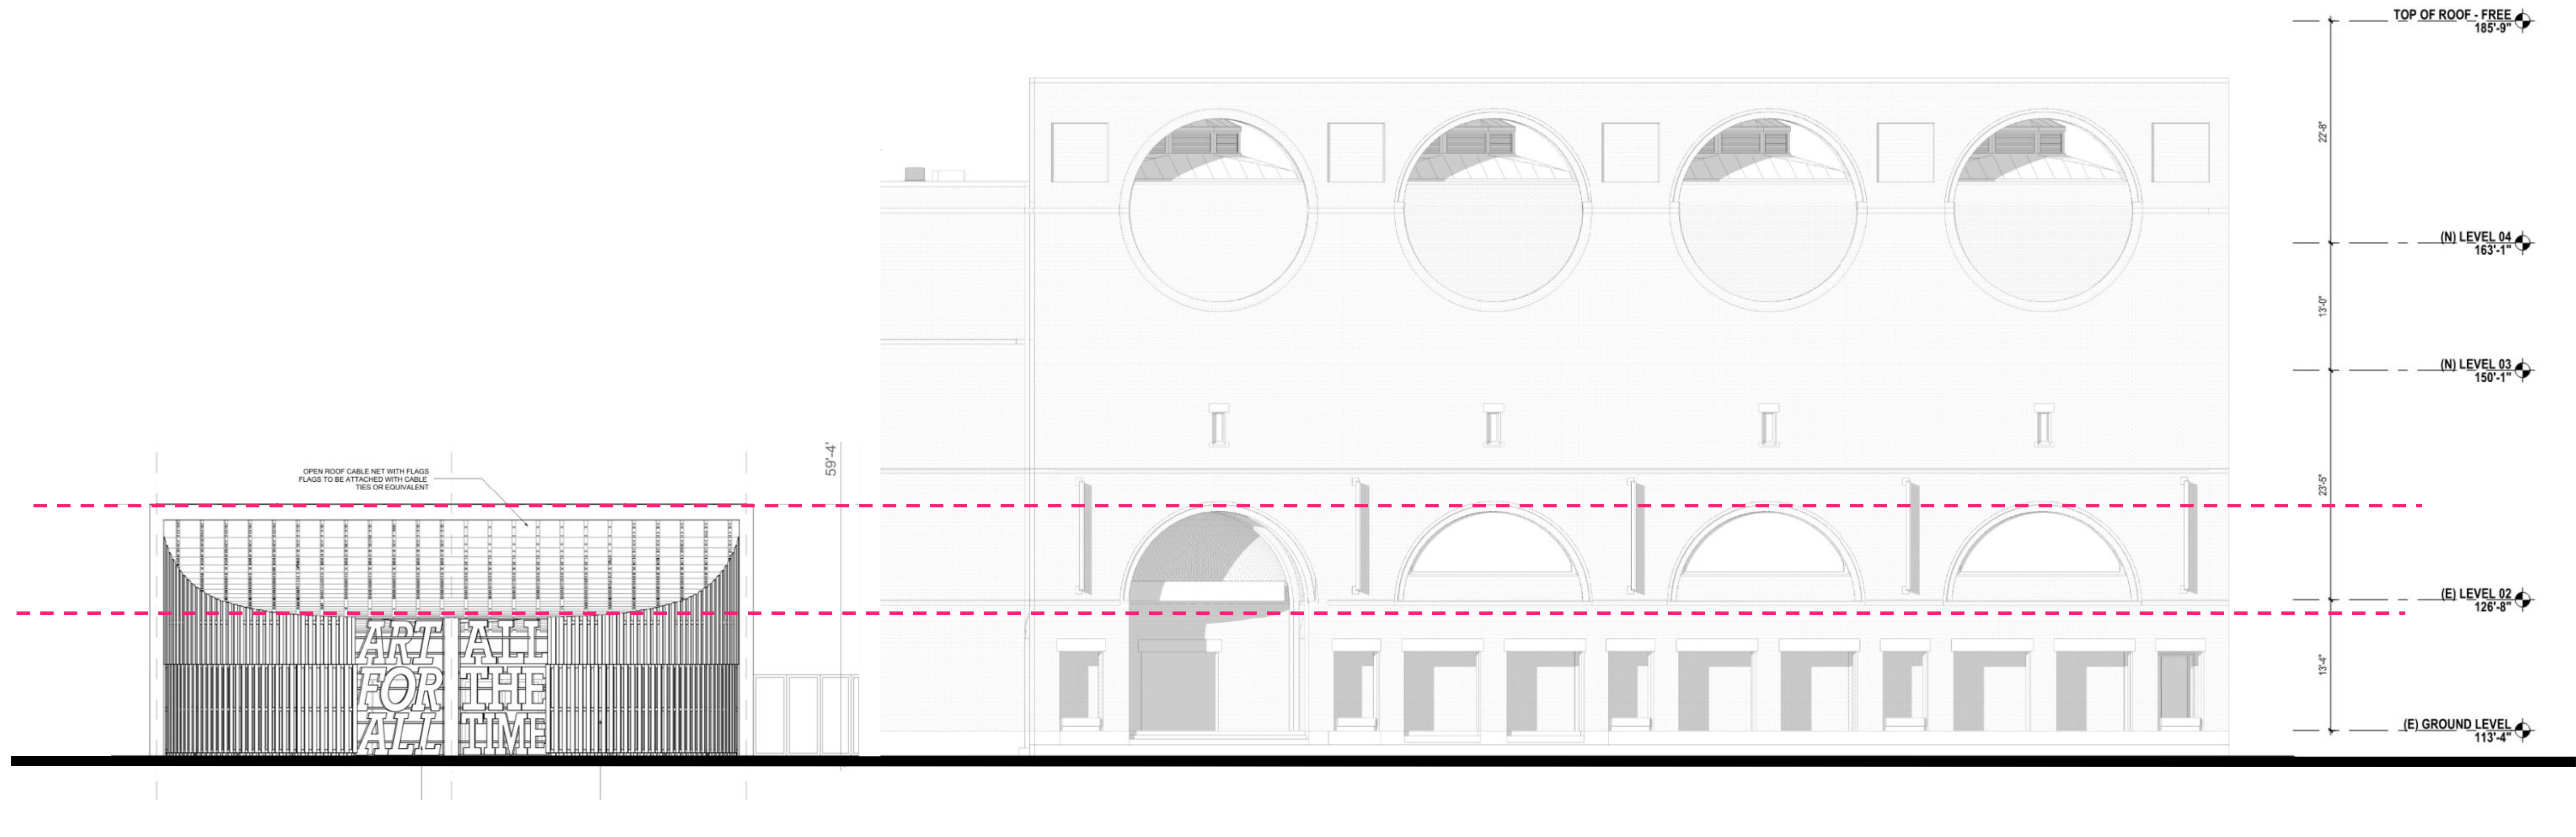 TOP OF ROOF - FREE
185'-9"
22'-8"
(N) LEVEL 04
163'-1"
13'-0"
(N) LEVEL 03
150'-1"
59'-4'
OPEN ROOF CABLE NET WITH FLAGS
FLAGS TO BE ATTACHED WITH CABLE
TIES OR EQUIVALENT
23'-5"
(E) LEVEL 02
126'-8"
ART ALL
FOR THE
ALL TIME
13'-4"
(E) GROUND LEVEL
113'-4"